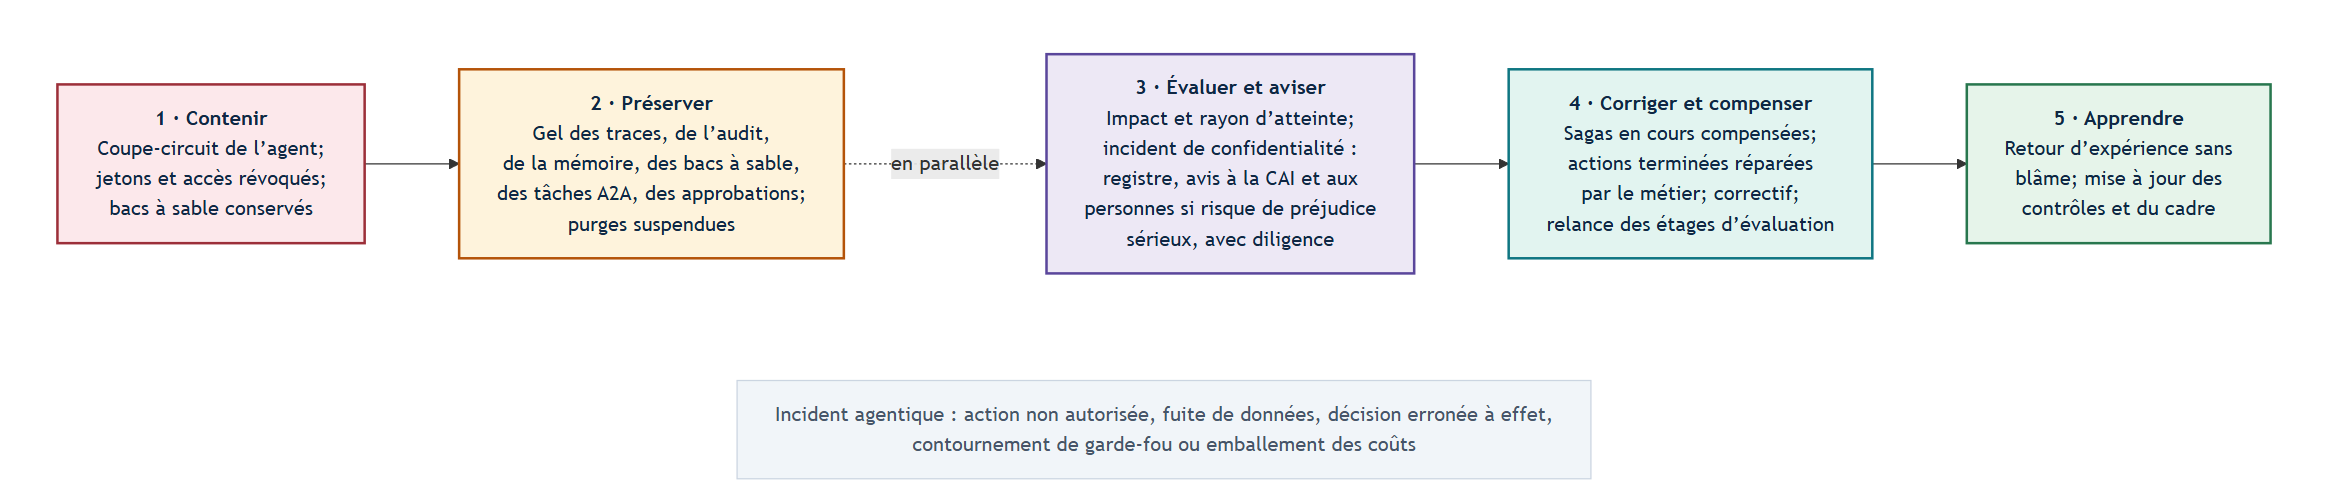 1 · Contenir
Coupe-circuit de l’agent;
jetons et accès révoqués;
bacs à sable conservés
2 · Préserver
Gel des traces, de l’audit,
de la mémoire, des bacs à sable,
des tâches A2A, des approbations;
purges suspendues
en parallèle
3 · Évaluer et aviser
Impact et rayon d’atteinte;
incident de confidentialité :
registre, avis à la CAI et aux
personnes si risque de préjudice
sérieux, avec diligence
4 · Corriger et compenser
Sagas en cours compensées;
actions terminées réparées
par le métier; correctif;
relance des étages d’évaluation
5 · Apprendre
Retour d’expérience sans
blâme; mise à jour des
contrôles et du cadre
Incident agentique : action non autorisée, fuite de données, décision erronée à effet,
contournement de garde-fou ou emballement des coûts